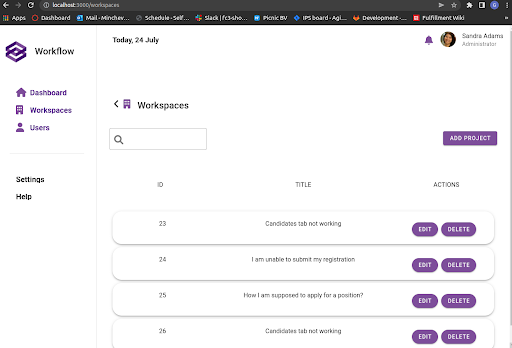 localhost:3000/workspaces
Apps Dashboard Mail - Minchev... Schedule - Self... Slack | fc3-sho... Picnic BV IPS board - Agi... Development -... Fulfillment Wiki »
Workflow
Today, 24 July
Sandra Adams
Administrator
Dashboard
Workspaces
Users
Settings
Help
Workspaces
ADD PROJECT
ID TITLE ACTIONS
23 Candidates tab not working EDIT DELETE
24 I am unable to submit my registration EDIT DELETE
25 How I am supposed to apply for a position? EDIT DELETE
26 Candidates tab not working EDIT DELETE